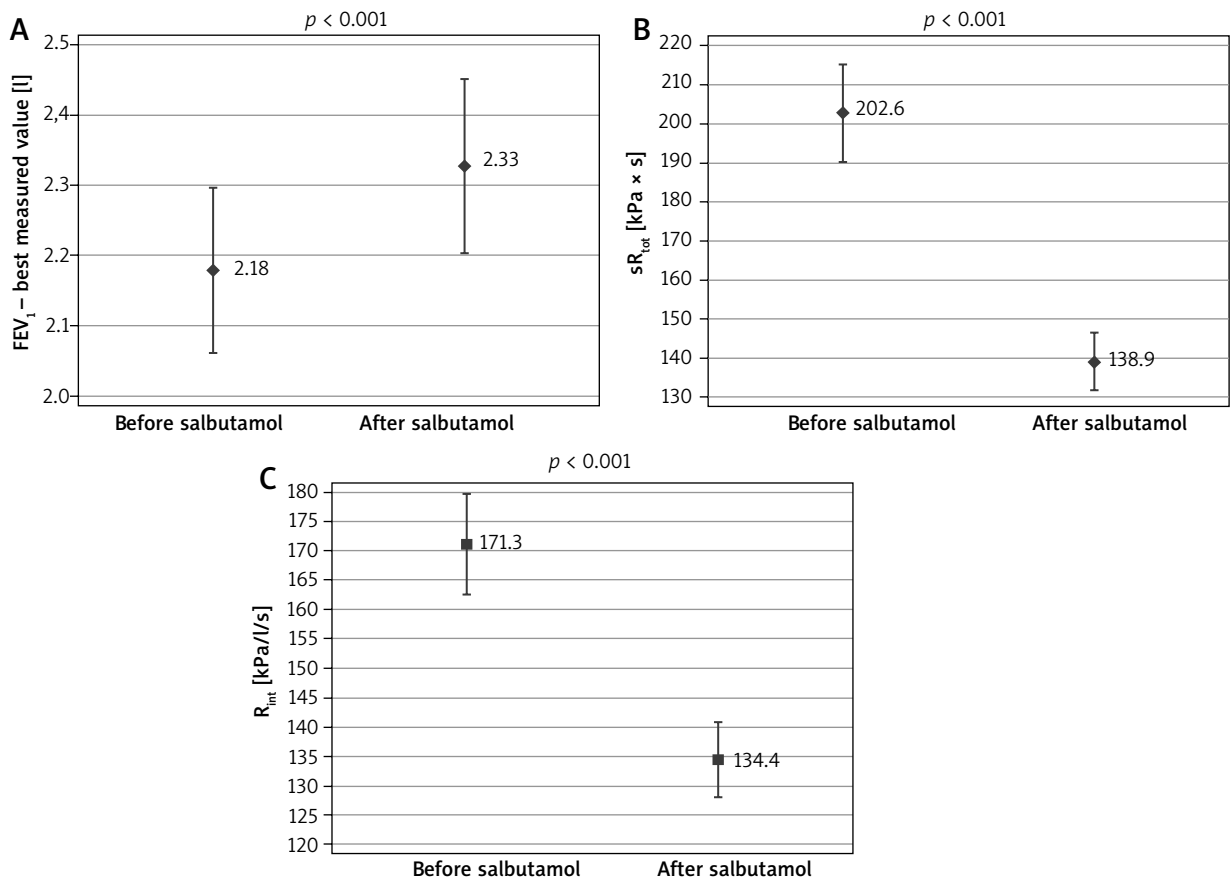 A
p < 0.001
FEV1 – best measured value [l]
2,5
2,4
2.3
2.2
2.1
2.0
2.18
2.33
Before salbutamol
After salbutamol
B
p < 0.001
sRtot [kPa × s]
220
210
200
190
180
170
160
150
140
130
202.6
138.9
Before salbutamol
After salbutamol
C
p < 0.001
Rint [kPa/l/s]
180
175
170
165
160
155
150
145
140
135
130
125
120
171.3
134.4
Before salbutamol
After salbutamol